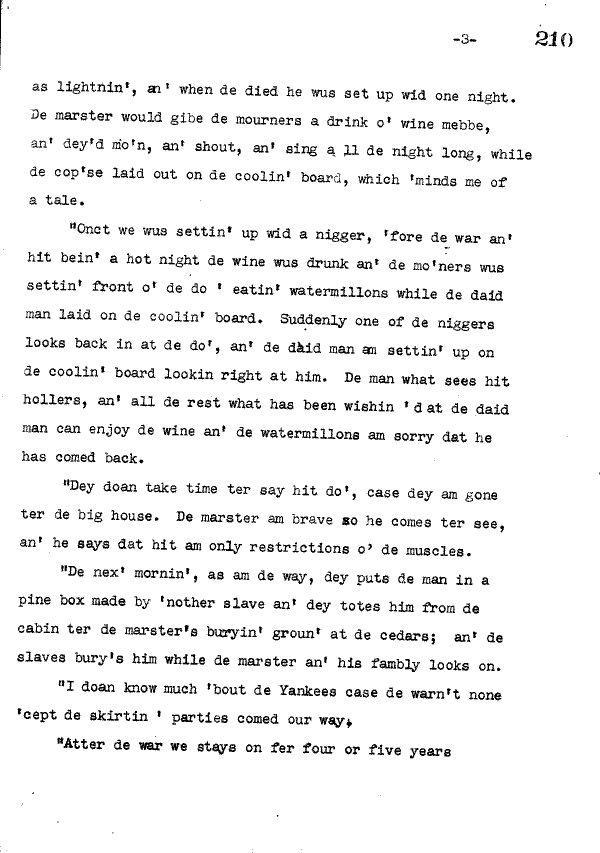 -3- 210
as lightnin', an' when de died he wus set up wid one night.
De marster would gibe de mourners a drink o' wine mebbe,
an' dey'd mo'n, an' shout, an' sing a ll de night long, while
de cop'se laid out on de coolin' board, which 'minds me of
a tale.
"Onct we wus settin' up wid a nigger, 'fore de war an'
hit bein' a hot night de wine wus drunk an' de mo'ners wus
settin' front o' de do ' eatin' watermillons while de daid
man laid on de coolin' board. Suddenly one of de niggers
looks back in at de do', an' de daid man am settin' up on
de coolin' board lookin right at him. De man what sees hit
hollers, an' all de rest what has been wishin 'd at de daid
man can enjoy de wine an' de watermillons am sorry dat he
has comed back.
"Dey doan take time ter say hit do', case dey am gone
ter de big house. De marster am brave so he comes ter see,
an' he says dat hit am only restrictions o' de muscles.
"De nex' mornin', as am de way, dey puts de man in a
pine box made by 'nother slave an' dey totes him from de
cabin ter de marster's buryin' groun' at de cedars; an' de
slaves bury's him while de marster an' his fambly looks on.
"I doan know much 'bout de Yankees case de warn't none
'cept de skirtin ' parties comed our way.
"Atter de war we stays on fer four or five years